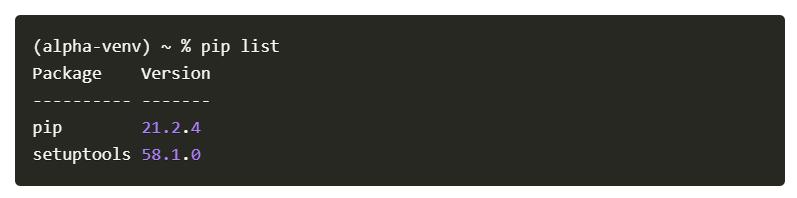 (alpha-venv) ~ % pip list
Package    Version
---------- -------
pip        21.2.4
setuptools 58.1.0